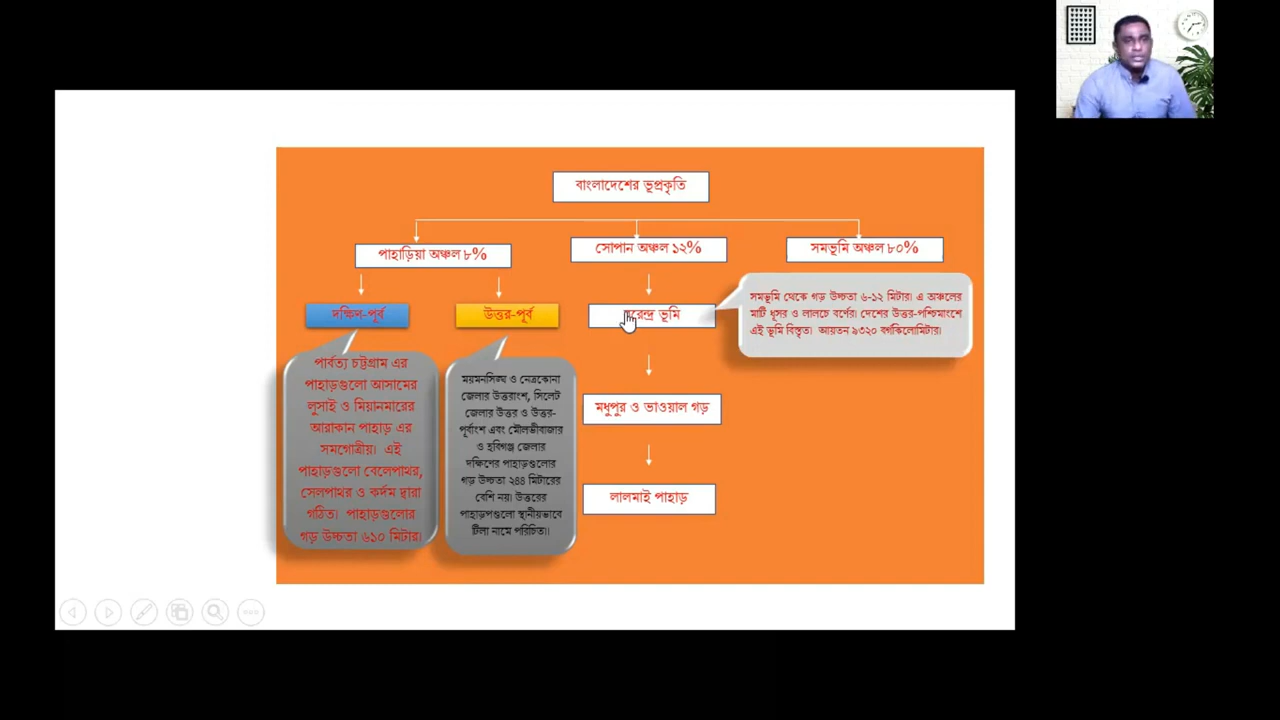 বাংলাদেশের ভূপ্রকৃতি
পাহাড়িয়া অঞ্চল ৮%
সোপান অঞ্চল ১২%
সমভূমি অঞ্চল ৮০%
দক্ষিণ-পূর্ব
উত্তর-পূর্ব
বরেন্দ্র ভূমি
সমভূমি থেকে গড় উচ্চতা ৬-১২ মিটার। এ অঞ্চলের
মাটি ধূসর ও লালচে বর্ণের। দেশের উত্তর-পশ্চিমাংশে
এই ভূমি বিস্তৃত। আয়তন ৯৩২০ বর্গকিলোমিটার।
পার্বত্য চট্টগ্রাম এর
পাহাড়গুলো আসামের
লুসাই ও মিয়ানমারের
আরাকান পাহাড় এর
সমগোত্রীয়। এই
পাহাড়গুলো বেলেপাথর,
সেলপাথর ও কর্দম দ্বারা
গঠিত। পাহাড়গুলোর
গড় উচ্চতা ৬১০ মিটার।
ময়মনসিঙ্ঘ ও নেত্রকোনা
জেলার উত্তরাংশ, সিলেট
জেলার উত্তর ও উত্তর-
পূর্বাংশ এবং মৌলভীবাজার
ও হবিগঞ্জ জেলার
দক্ষিণের পাহাড়গুলোর
গড় উচ্চতা ২৪৪ মিটারের
বেশি নয়। উত্তরের
পাহাড়পগুলো স্থানীয়ভাবে
টিলা নামে পরিচিত।।
মধুপুর ও ভাওয়াল গড়
লালমাই পাহাড়